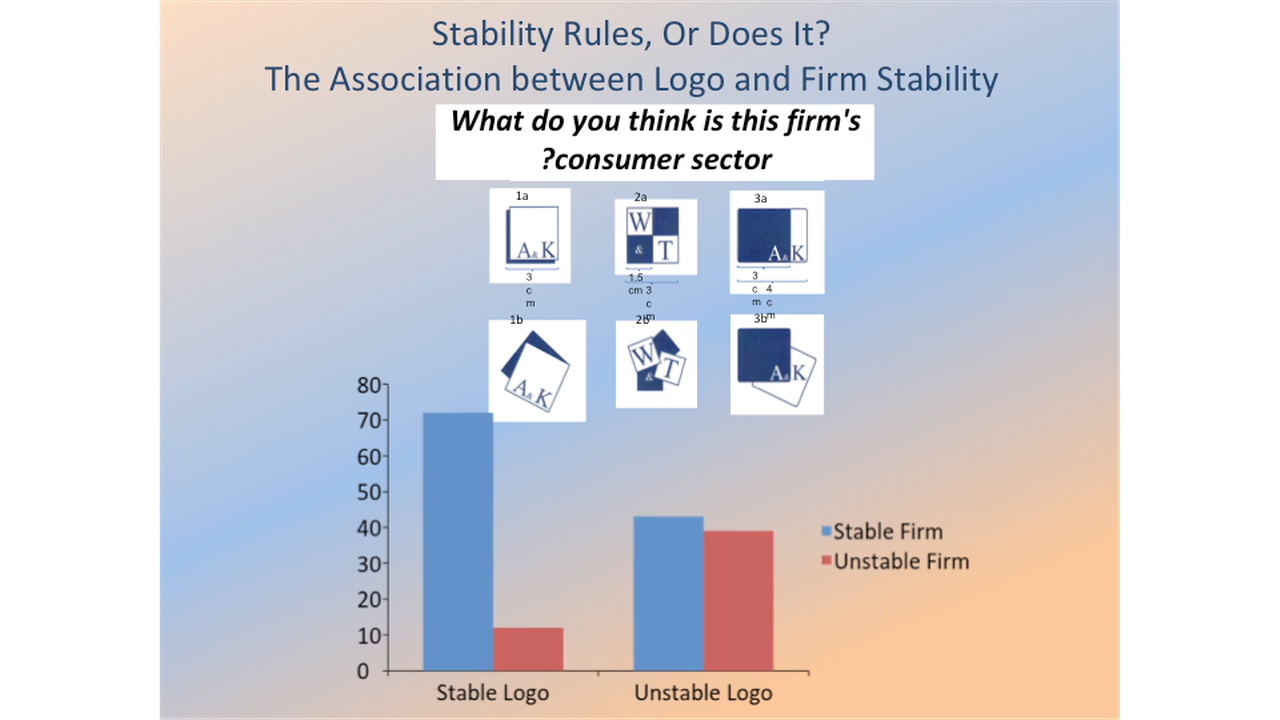 Stability Rules, Or Does It?
The Association between Logo and Firm Stability
What do you think is this firm's
?consumer sector
1a
2a
3a
A&K
W
& T
A&K
3
c
m
1.5
cm 3
c
m
3
c 4
m c
m
1b
2b
3b
A&K
W
& T
A&K
80
70
60
50
40
30
20
10
0
Stable Firm
Unstable Firm
Stable Logo
Unstable Logo